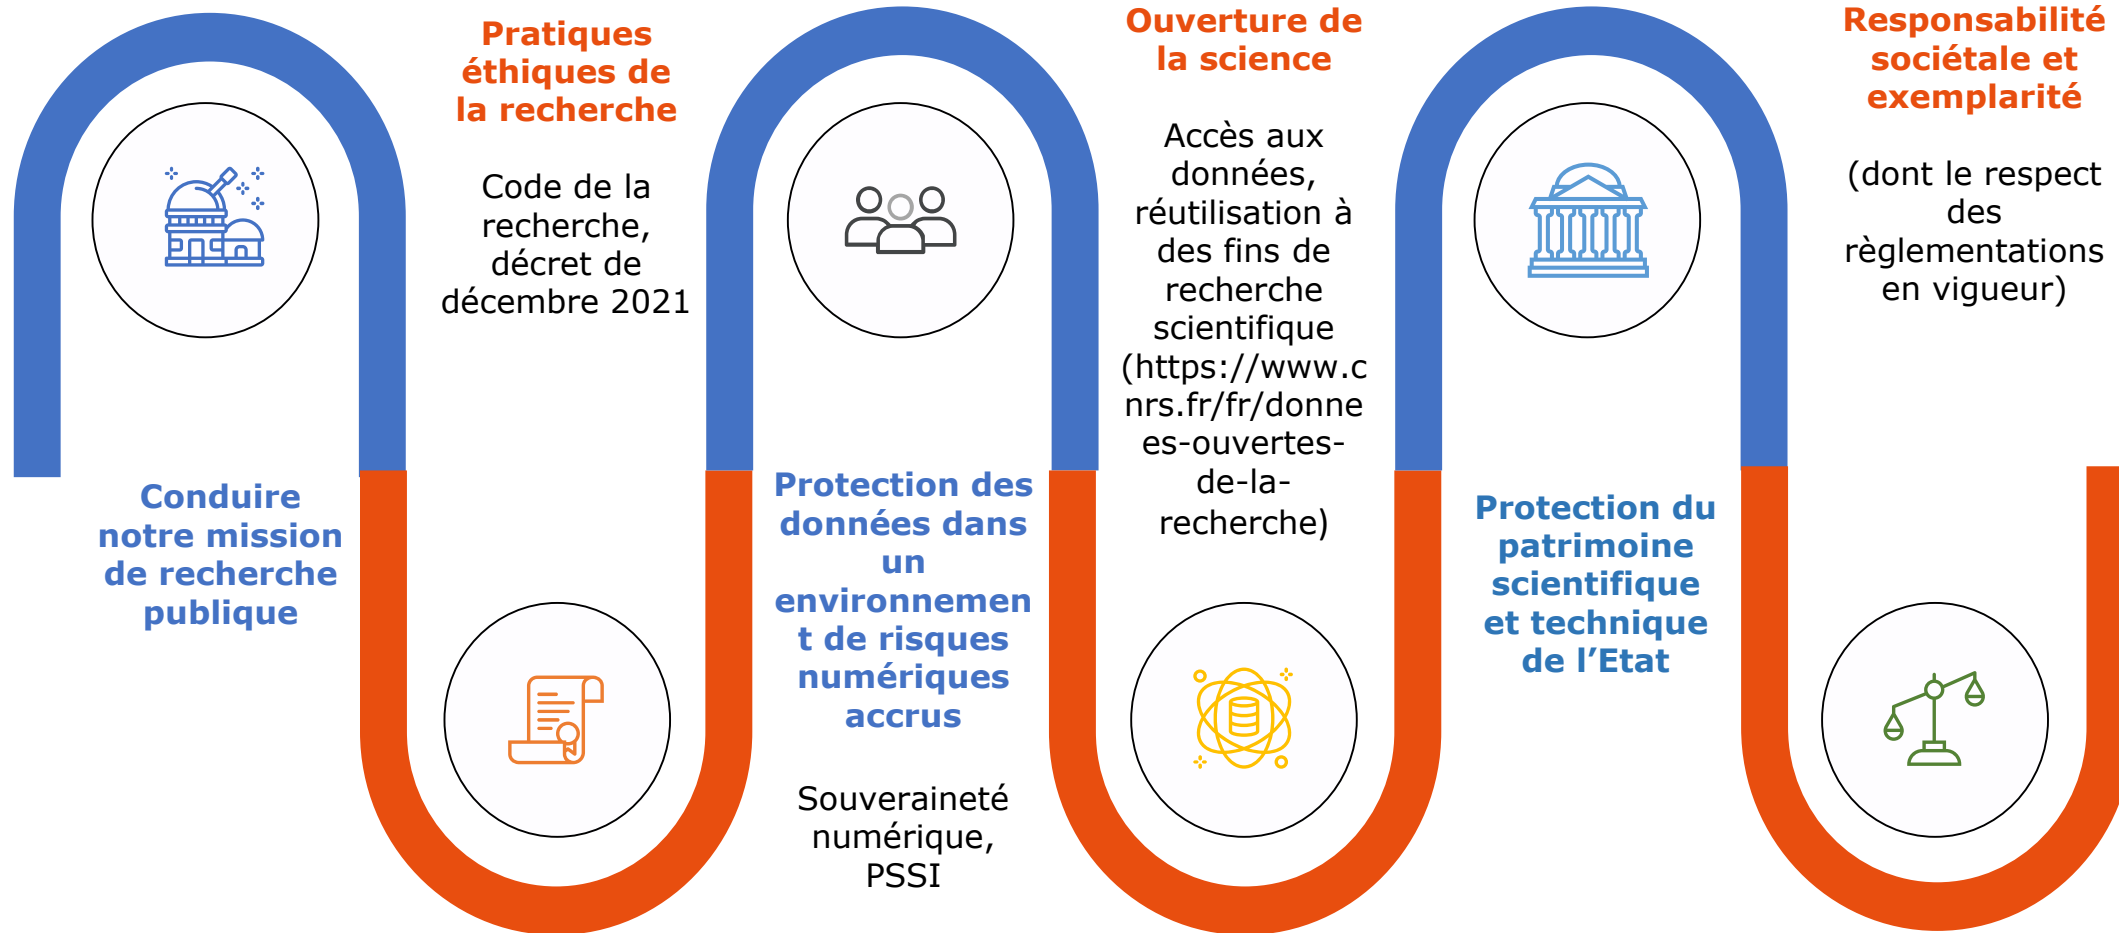 Conduire
notre mission
de recherche
publique
Pratiques
éthiques de
la recherche
Code de la
recherche,
décret de
décembre 2021
Protection des
données dans
un
environnemen
t de risques
numériques
accrus
Souveraineté
numérique,
PSSI
Ouverture de
la science
Accès aux
données,
réutilisation à
des fins de
recherche
scientifique
(https://www.c
nrs.fr/fr/donne
es-ouvertes-
de-la-
recherche)
Protection du
patrimoine
scientifique
et technique
de l’Etat
Responsabilité
sociétale et
exemplarité
(dont le respect
des
règlementations
en vigueur)